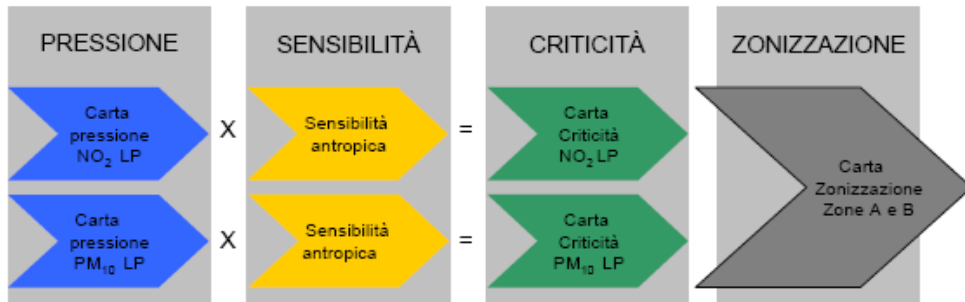 PRESSIONE
SENSIBILITÀ
CRITICITÀ
ZONIZZAZIONE
Carta
pressione
NO₂ LP
X
Sensibilità
antropica
=
Carta
Criticità
NO₂ LP
Carta
Zonizzazione
Zone A e B
Carta
pressione
PM₁₀ LP
X
Sensibilità
antropica
=
Carta
Criticità
PM₁₀ LP